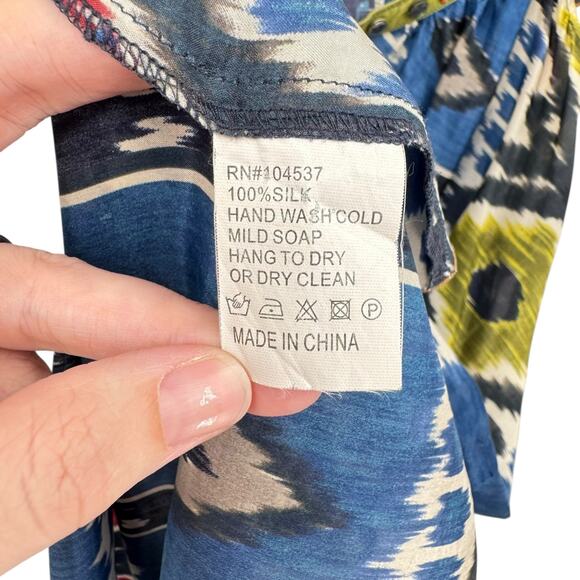 RN#104537
100%SILK
HAND WASH COLD
MILD SOAP
HANG TO DRY
OR DRY CLEAN
P
MADE IN CHINA